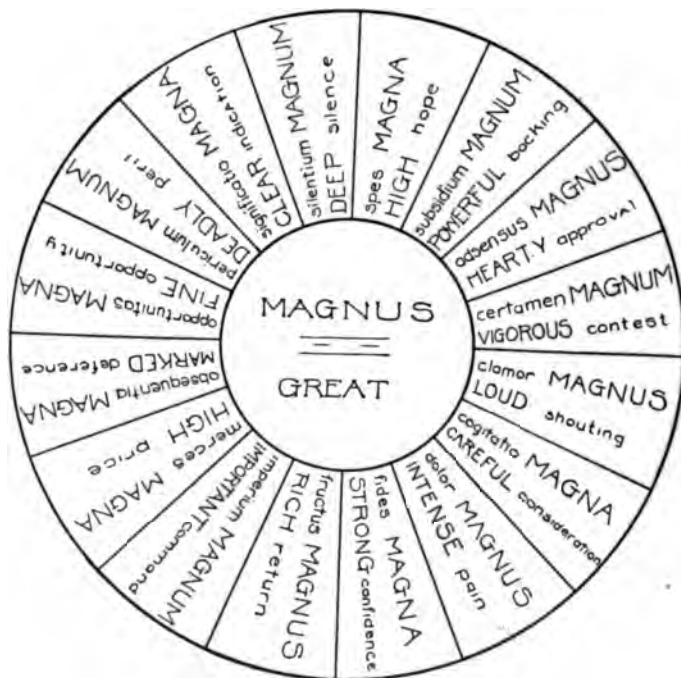 MAGNUS
GREAT
silentium MAGNUM
DEEP silence
spes MAGNA
HIGH hope
subsidium MAGNUM
POWERFUL backing
adsensus MAGNUS
HEARTY approval
certamen MAGNUM
VIGOROUS contest
clamor MAGNUS
LOUD shouting
cogitatio MAGNA
CAREFUL consideration
dolor MAGNUS
INTENSE pain
fides MAGNA
STRONG confidence
fructus MAGNUS
RICH return
imperium MAGNUM
IMPORTANT command
merces MAGNA
HIGH price
obsequentia MAGNA
MARKED deference
opportunitas MAGNA
FINE opportunity
periculum MAGNUM
DEADLY peril
significatio MAGNA
CLEAR indication